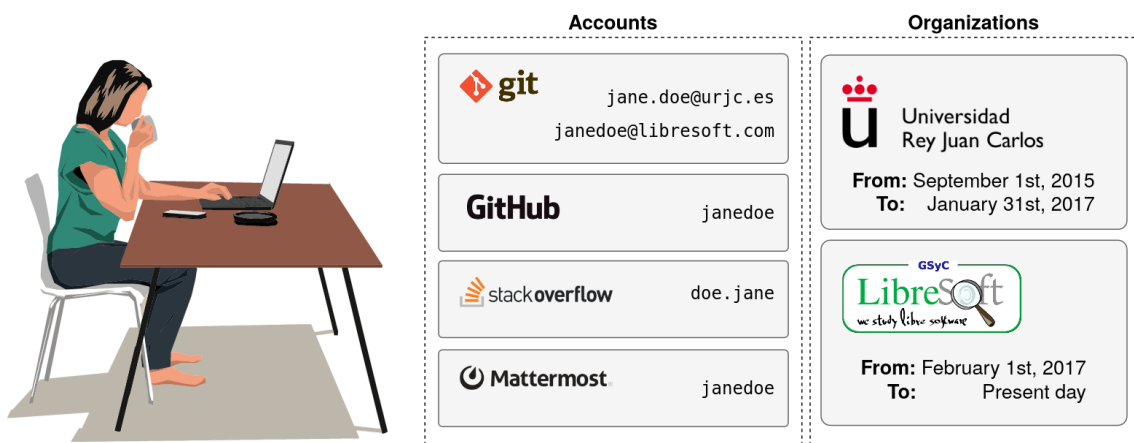 Accounts
git
jane.doe@urjc.es
janedoe@libresoft.com
GitHub
janedoe
stackoverflow
doe.jane
Mattermost
janedoe
Organizations
u
Universidad
Rey Juan Carlos
From: September 1st, 2015
To: January 31st, 2017
GSyC
LibreSoft
we study libre software
From: February 1st, 2017
To: Present day